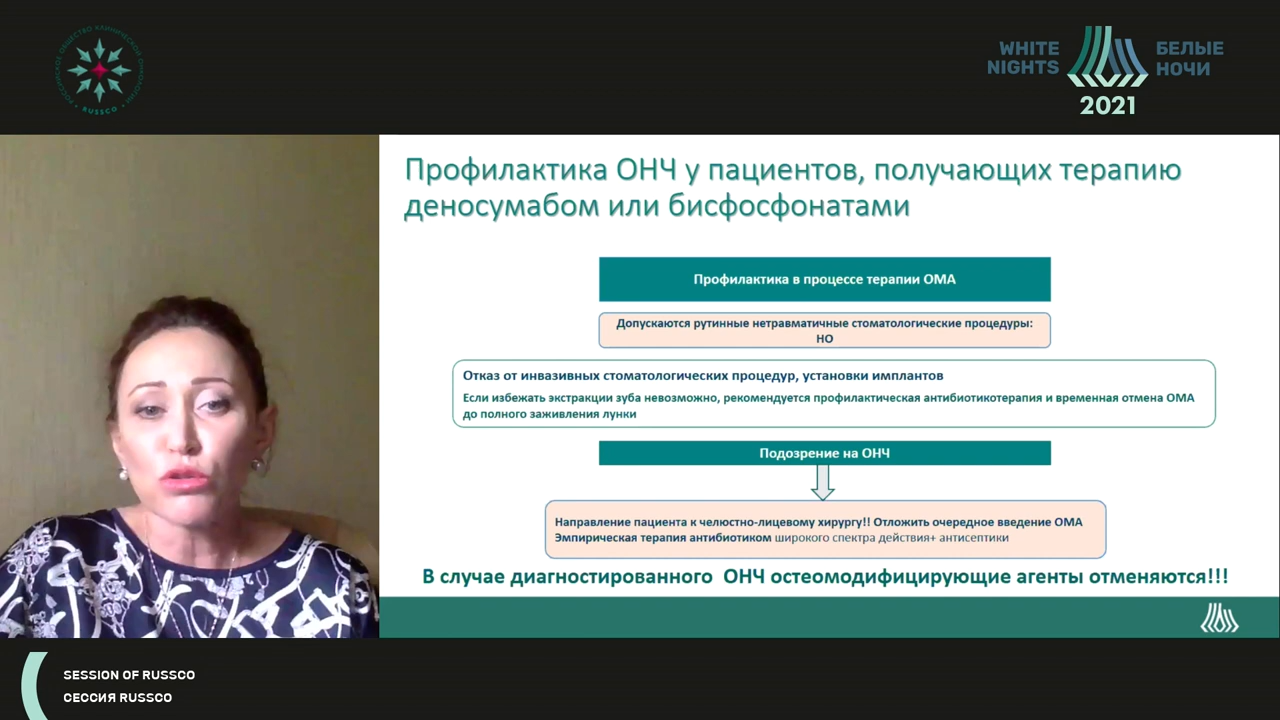 РОССИЙСКОЕ ОБЩЕСТВО КЛИНИЧЕСКОЙ ОНКОЛОГИИ
RUSSCO
WHITE
NIGHTS
БЕЛЫЕ
НОЧИ
2021
Профилактика ОНЧ у пациентов, получающих терапию
деносумабом или бисфосфонатами
Профилактика в процессе терапии ОМА
Допускаются рутинные нетравматичные стоматологические процедуры:
НО
Отказ от инвазивных стоматологических процедур, установки имплантов
Если избежать экстракции зуба невозможно, рекомендуется профилактическая антибиотикотерапия и временная отмена ОМА
до полного заживления лунки
Подозрение на ОНЧ
Направление пациента к челюстно-лицевому хирургу!! Отложить очередное введение ОМА
Эмпирическая терапия антибиотиком широкого спектра действия+ антисептики
В случае диагностированного  ОНЧ остеомодифицирующие агенты отменяются!!!
SESSION OF RUSSCO
СЕССИЯ RUSSCO